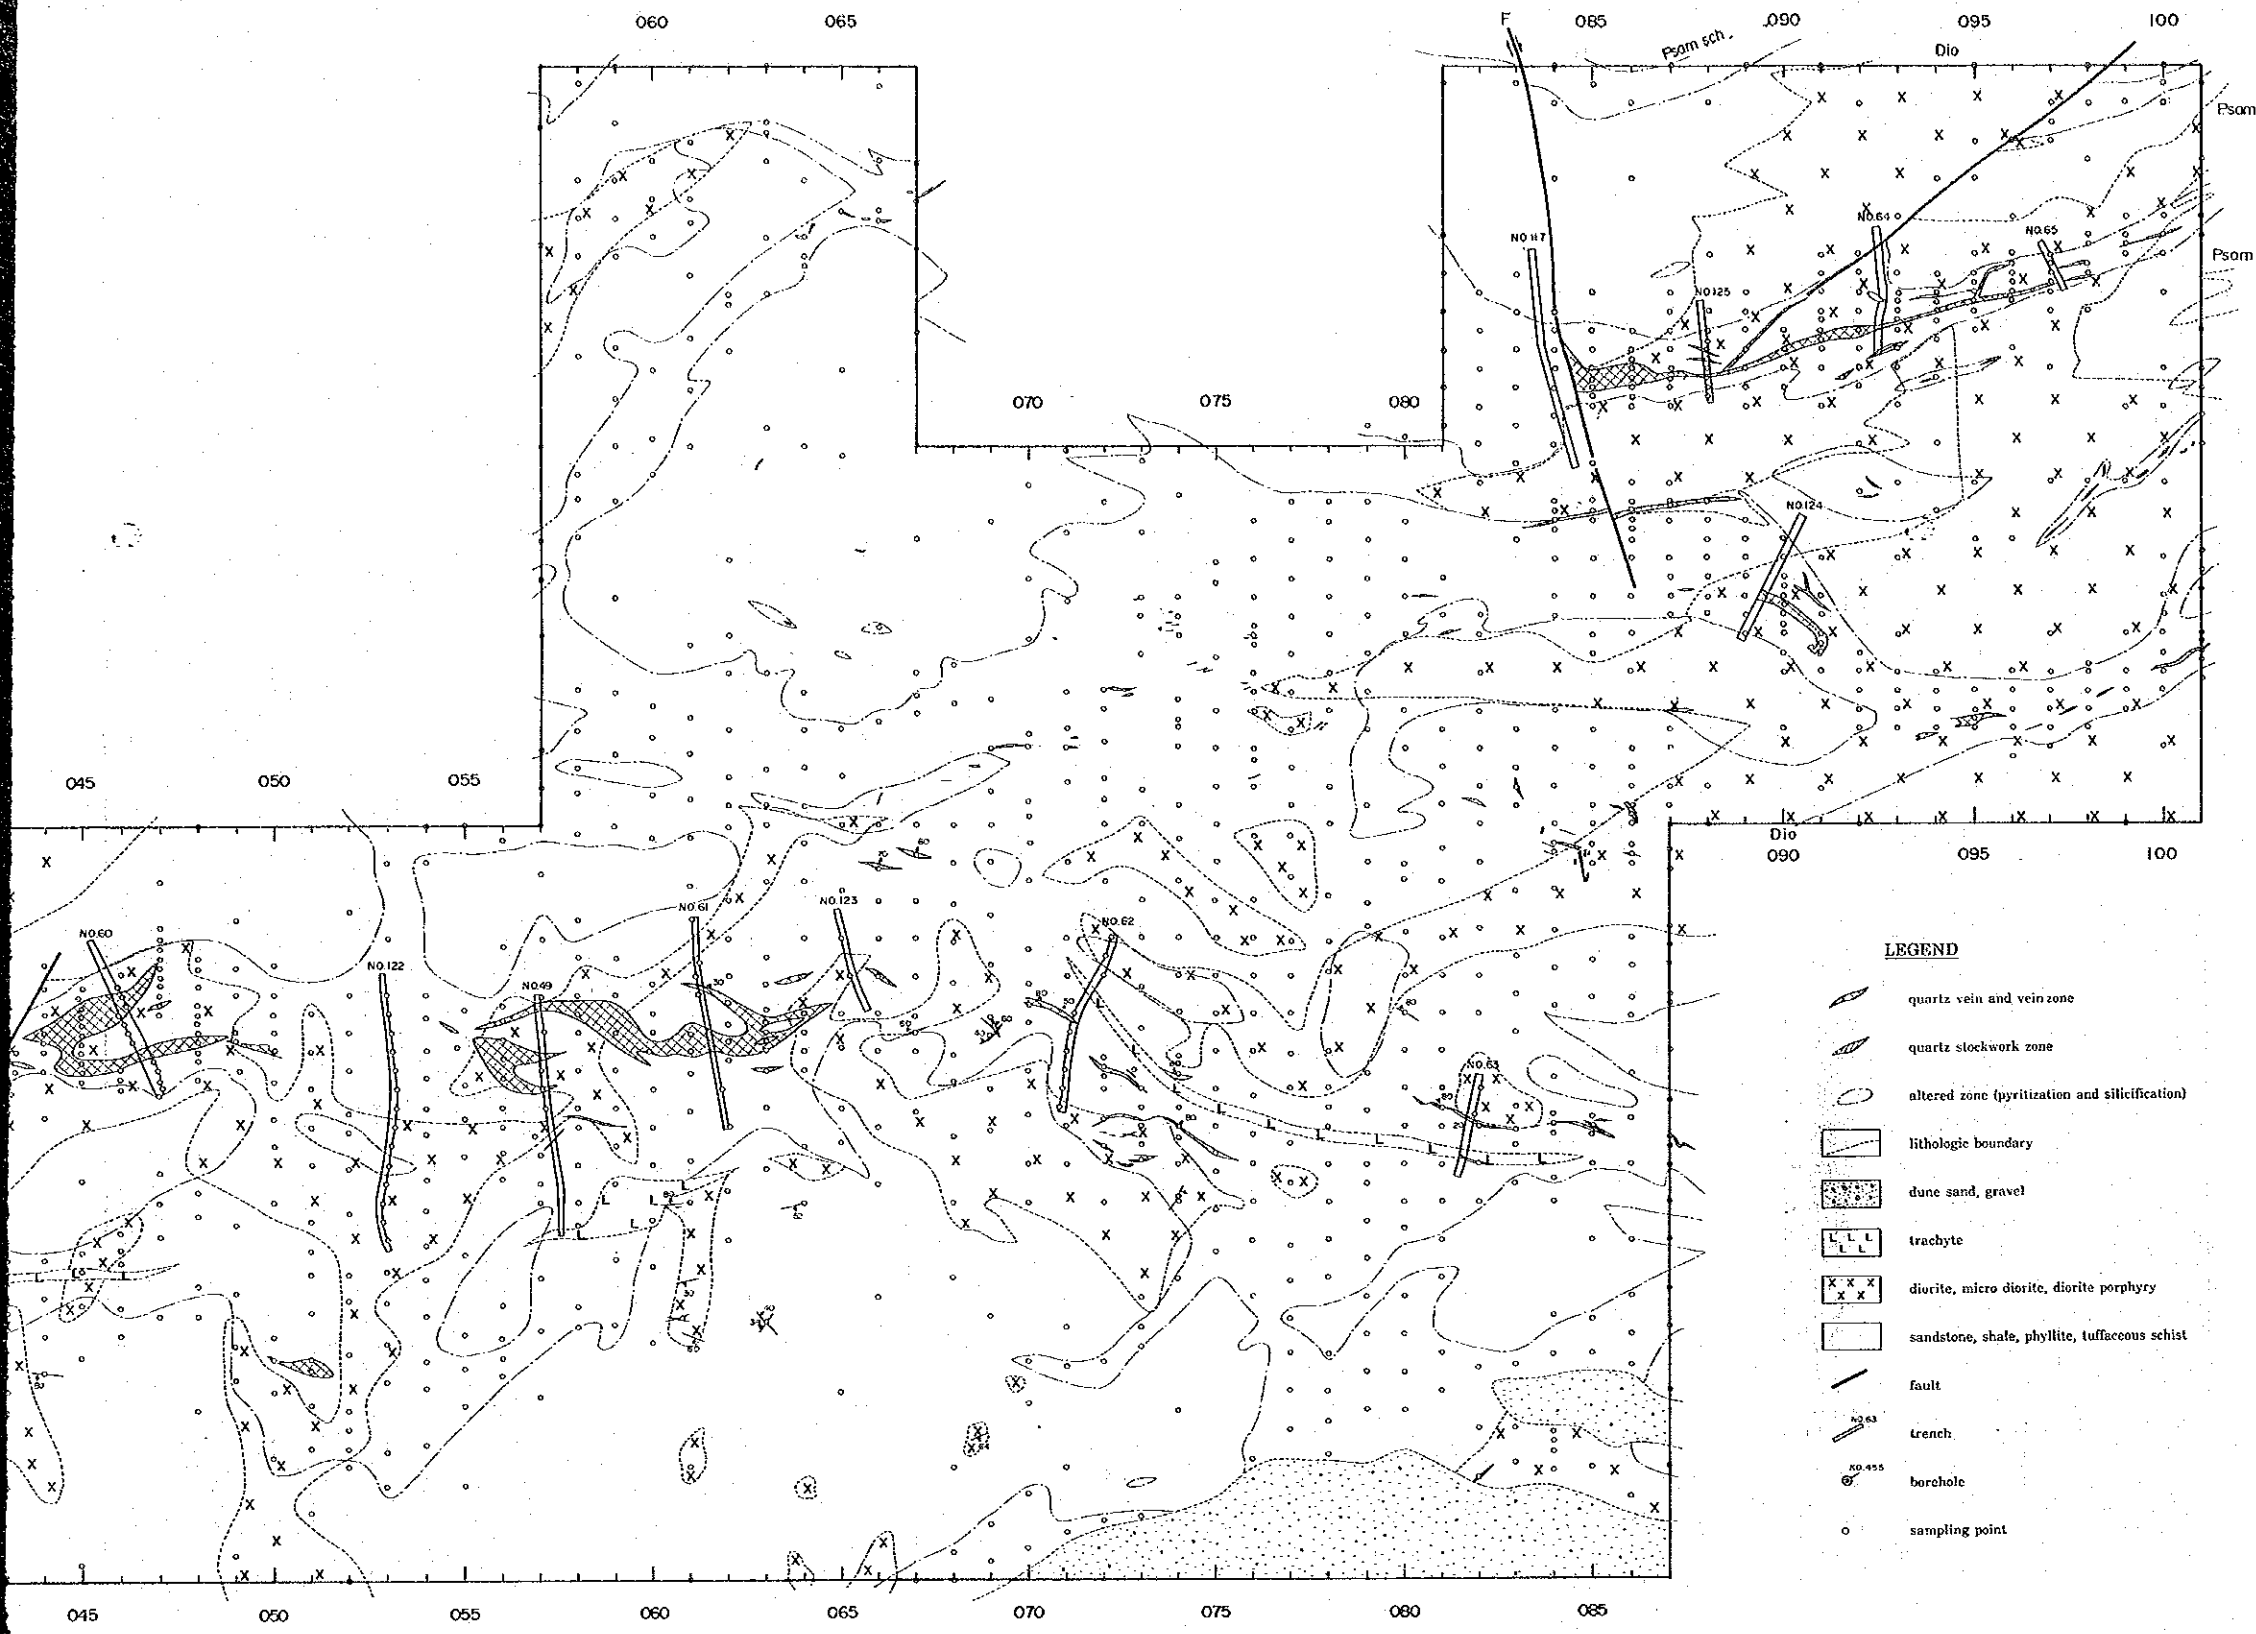 060 065 F 085 090 095 100
Psam sch.
Dio
Psam
NO.64
NO.65
NO.117
Psam
NO.125
070 075 080
NO.124
045 050 055
Dio
090 095 100
NO.61
NO.123
NO.62
NO.60
NO.122
NO.49
NO.63
LEGEND
quartz vein and vein zone
quartz stockwork zone
altered zone (pyritization and silicification)
lithologic boundary
dune sand, gravel
L L L
L L
trachyte
X X X
X X
diorite, micro diorite, diorite porphyry
sandstone, shale, phyllite, tuffaceous schist
fault
NO.63
trench
NO.455
borehole
sampling point
045 050 055 060 065 070 075 080 085